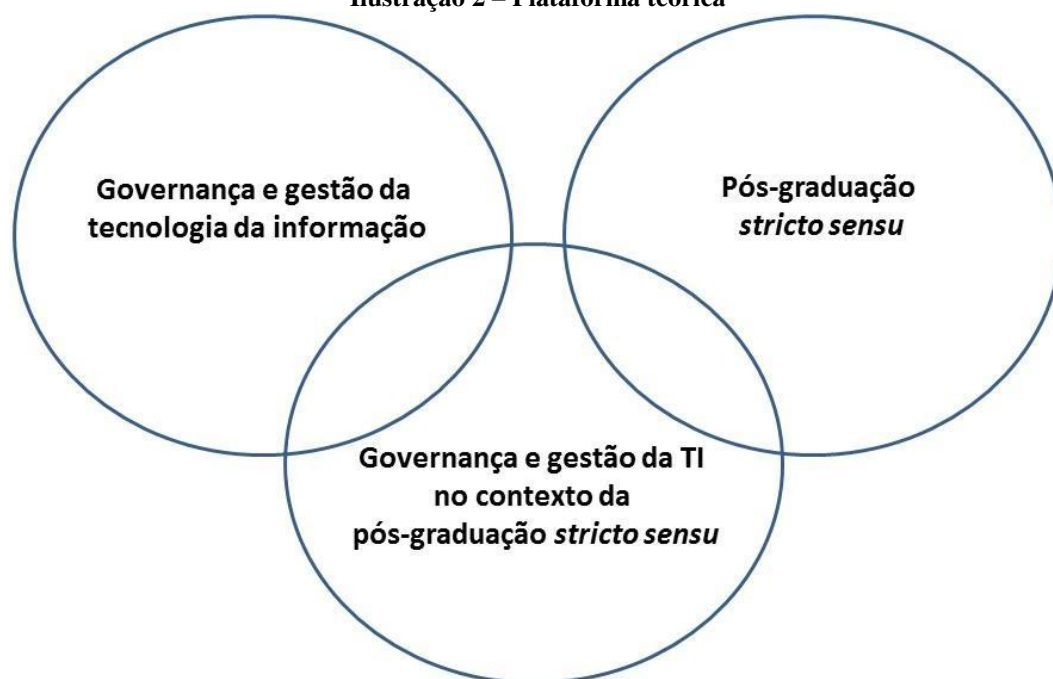 Ilustração 2 – Plataforma teórica
Governança e gestão da
tecnologia da informação
Pós-graduação
stricto sensu
Governança e gestão da TI
no contexto da
pós-graduação stricto sensu